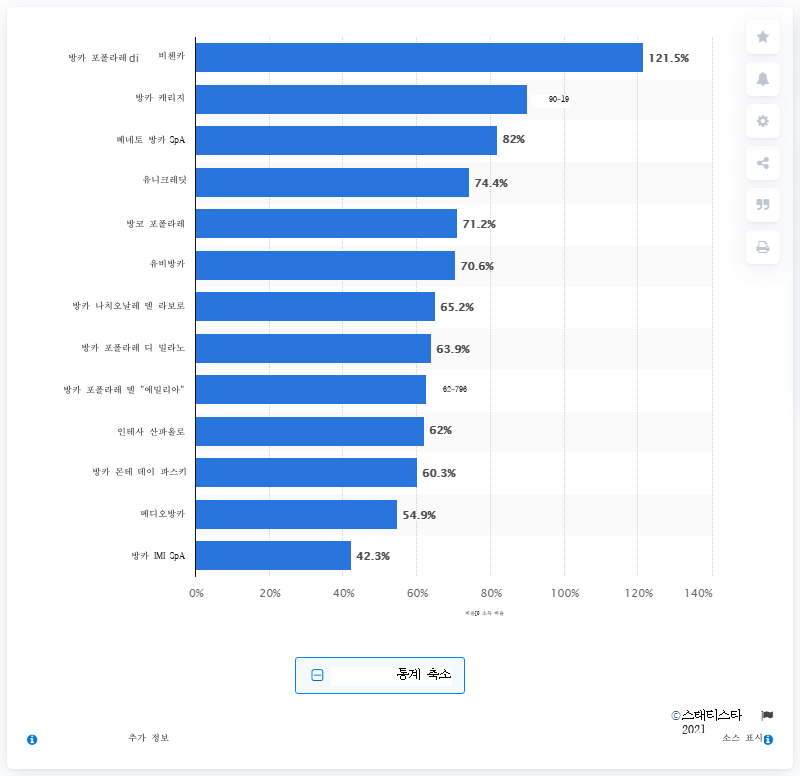 방카 포폴라레 di 비첸카 121.5%
방카 캐리지 90-19
베네토 방카 SpA 82%
유니크레딧 74.4%
방코 포폴라레 71.2%
유비방카 70.6%
방카 나치오날레 델 라보로 65.2%
방카 포폴라레 디 밀라노 63.9%
방카 포폴라레 델 "에밀리아" 62-796
인테사 산파올로 62%
방카 몬테 데이 파스키 60.3%
메디오방카 54.9%
방카 IMI SpA 42.3%
0% 20% 40% 60% 80% 100% 120% 140%
소득 비율
통계 축소
©스태티스타
2021
추가 정보 소스 표시